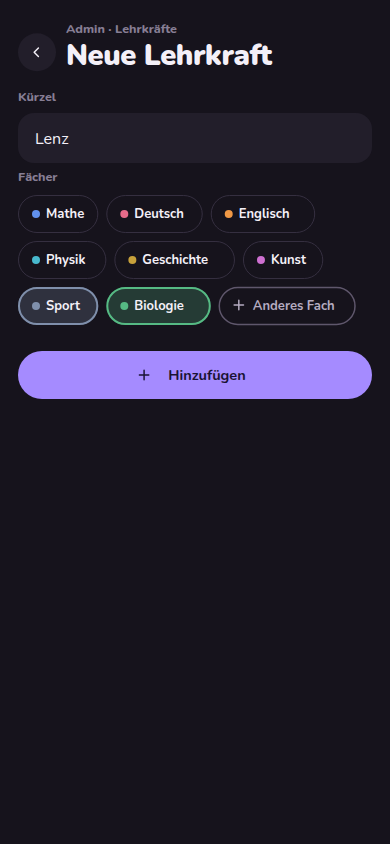 Admin · Lehrkräfte
Neue Lehrkraft
Kürzel
Lenz
Fächer
Mathe Deutsch Englisch
Physik Geschichte Kunst
Sport Biologie + Anderes Fach
+ Hinzufügen